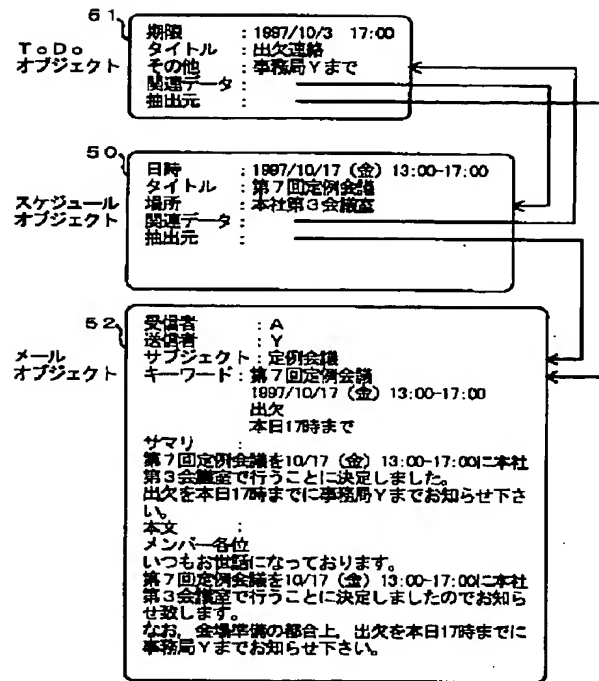 61
ToDo
オブジェクト
期限 : 1997/10/3 17:00
タイトル : 出欠連絡
その他 : 事務局Yまで
関連データ :
抽出元 :
50
スケジュール
オブジェクト
日時 : 1997/10/17 (金) 13:00-17:00
タイトル : 第7回定例会議
場所 : 本社第3会議室
関連データ :
抽出元 :
52
メール
オブジェクト
受信者 : A
送信者 : Y
サブジェクト : 定例会議
キーワード : 第7回定例会議
1997/10/17 (金) 13:00-17:00
出欠
本日17時まで
サマリ :
第7回定例会議を10/17 (金) 13:00-17:00に本社
第3会議室で行うことに決定しました。
出欠を本日17時までに事務局Yまでお知らせ下さ
い。
本文 :
メンバー各位
いつもお世話になっております。
第7回定例会議を10/17 (金) 13:00-17:00に本社
第3会議室で行うことに決定しましたのでお知ら
せ致します。
なお、会場準備の都合上、出欠を本日17時までに
事務局Yまでお知らせ下さい。